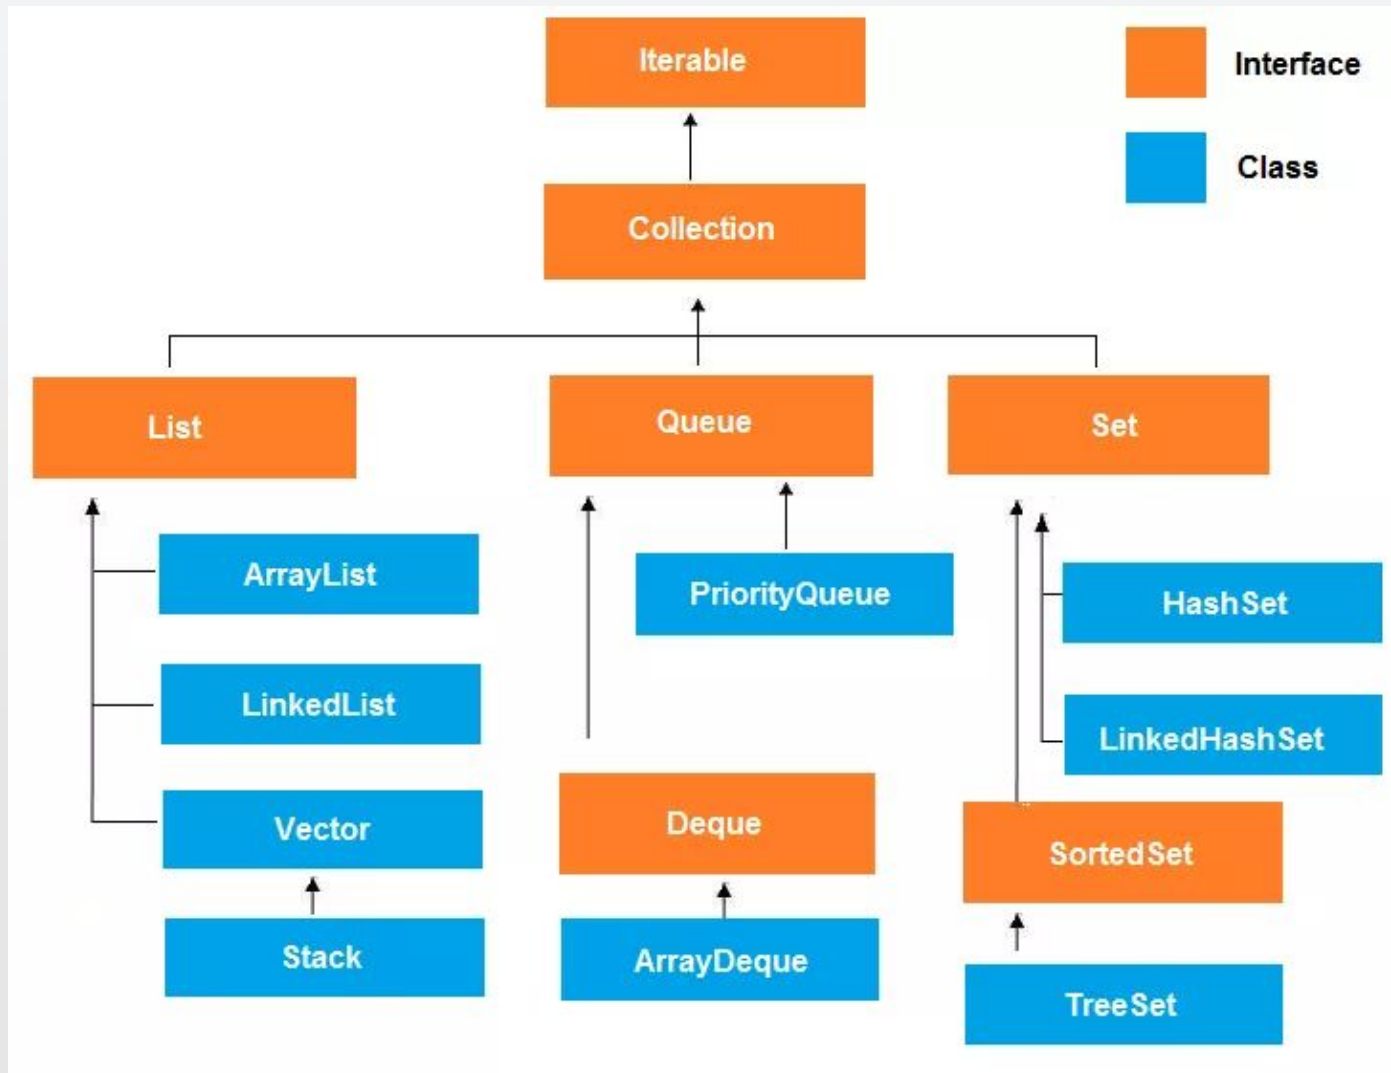 Iterable
Interface
Class
Collection
List
Queue
Set
ArrayList
PriorityQueue
HashSet
LinkedList
LinkedHashSet
Vector
Deque
SortedSet
Stack
ArrayDeque
TreeSet